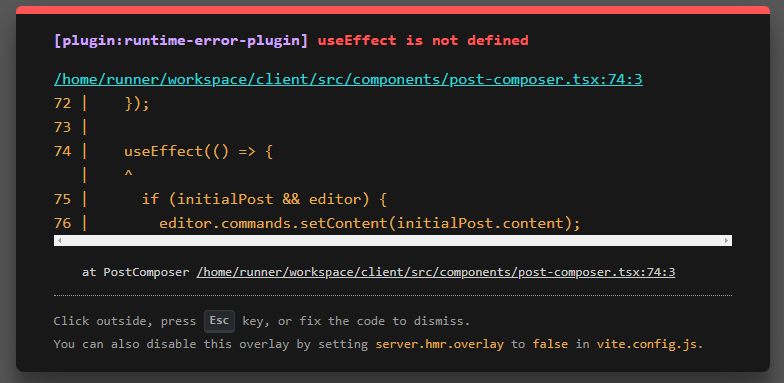 [plugin:runtime-error-plugin] useEffect is not defined
/home/runner/workspace/client/src/components/post-composer.tsx:74:3
72 |    });
73 |
74 |    useEffect(() => {
   |    ^
75 |      if (initialPost && editor) {
76 |        editor.commands.setContent(initialPost.content);
at PostComposer /home/runner/workspace/client/src/components/post-composer.tsx:74:3
Click outside, press Esc key, or fix the code to dismiss.
You can also disable this overlay by setting server.hmr.overlay to false in vite.config.js.